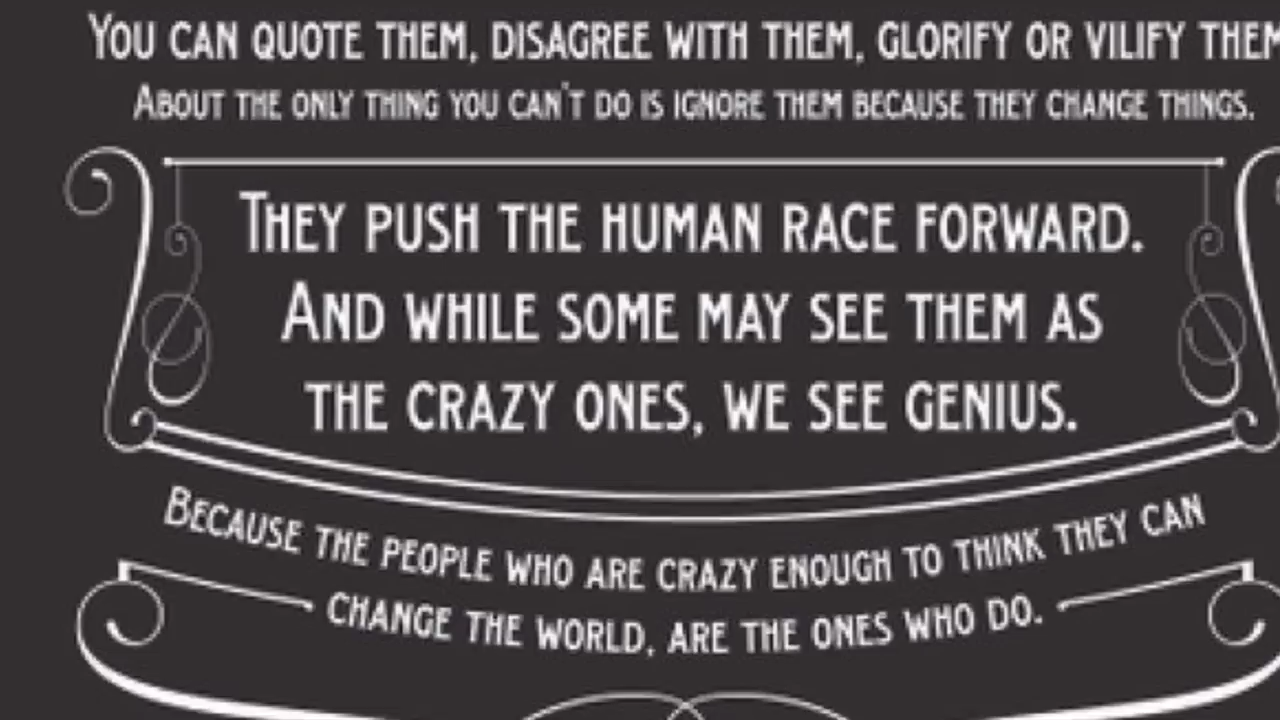 You can quote them, disagree with them, glorify or vilify them
About the only thing you can't do is ignore them because they change things.
They push the human race forward.
And while some may see them as
the crazy ones, we see genius.
Because the people who are crazy enough to think they can
change the world, are the ones who do.